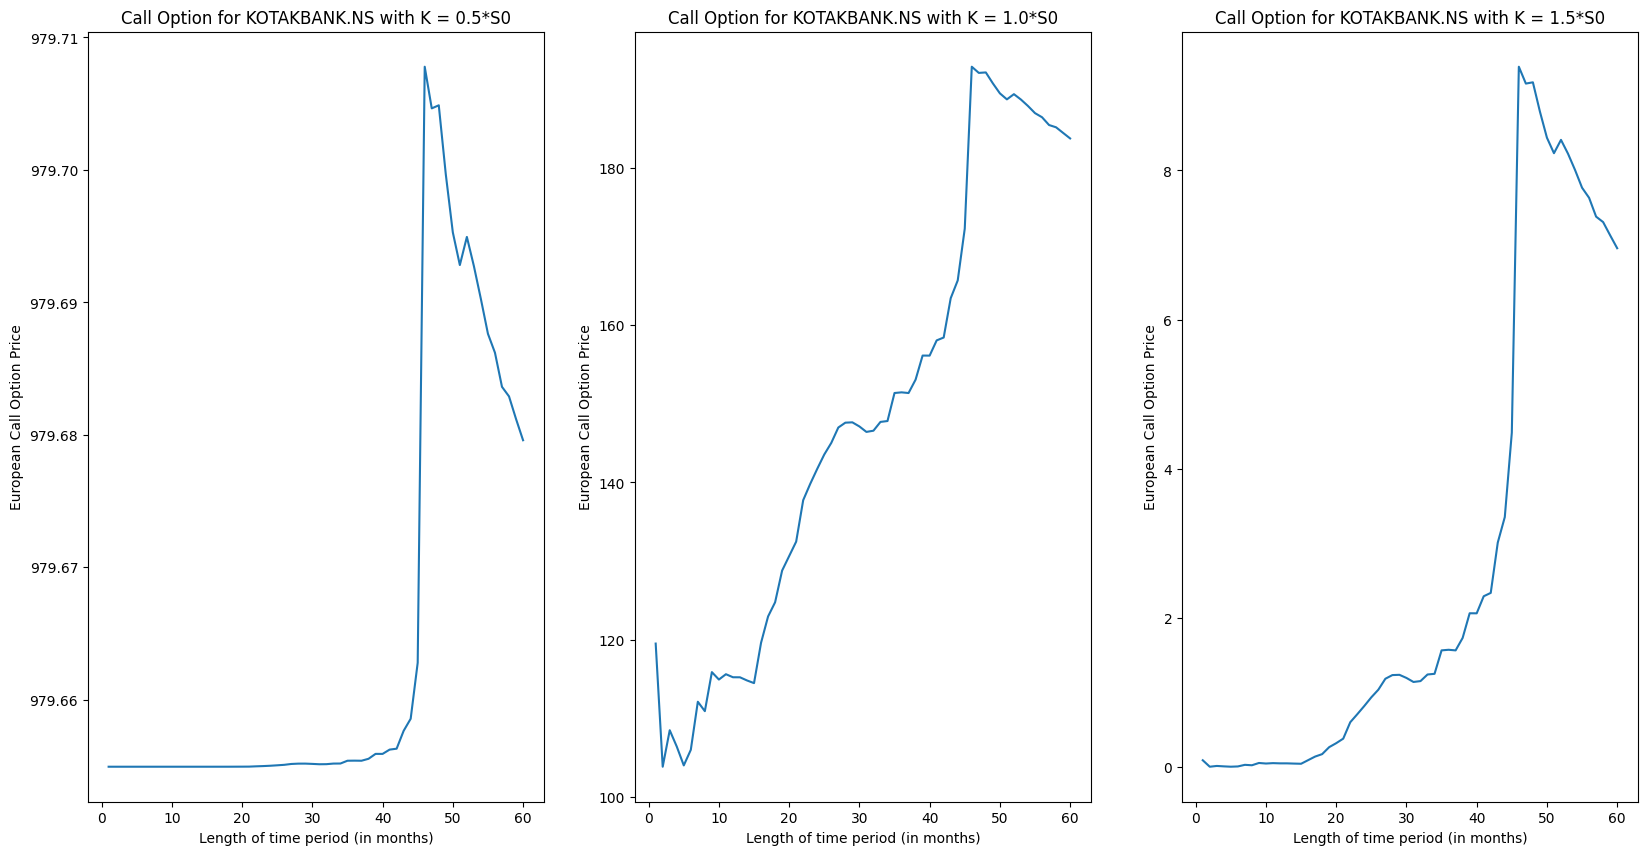 Call Option for KOTAKBANK.NS with K = 0.5*S0
979.71
979.70
979.69
979.68
979.67
979.66
European Call Option Price
0 10 20 30 40 50 60
Length of time period (in months)
Call Option for KOTAKBANK.NS with K = 1.0*S0
180
160
140
120
100
European Call Option Price
0 10 20 30 40 50 60
Length of time period (in months)
Call Option for KOTAKBANK.NS with K = 1.5*S0
8
6
4
2
0
European Call Option Price
0 10 20 30 40 50 60
Length of time period (in months)